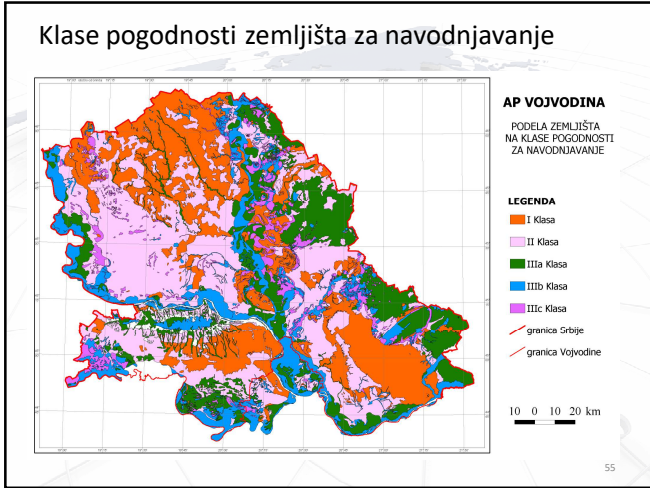 Klase pogodnosti zemljišta za navodnjavanje
AP VOJVODINA
PODELA ZEMLJIŠTA
NA KLASE POGODNOSTI
ZA NAVODNJAVANJE
LEGENDA
I Klasa
II Klasa
IIIa Klasa
IIIb Klasa
IIIc Klasa
granica Srbije
granica Vojvodine
10 0 10 20 km
55